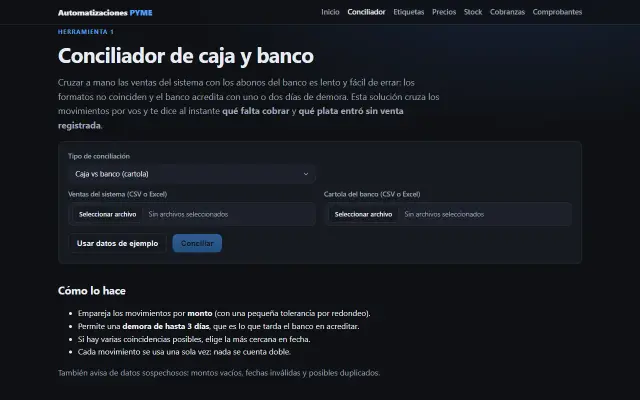 Automatizaciones PYME
Inicio Conciliador Etiquetas Precios Stock Cobranzas Comprobantes
HERRAMIENTA 1
Conciliador de caja y banco
Cruzar a mano las ventas del sistema con los abonos del banco es lento y fácil de errar: los
formatos no coinciden y el banco acredita con uno o dos días de demora. Esta solución cruza los
movimientos por vos y te dice al instante qué falta cobrar y qué plata entró sin venta
registrada.
Tipo de conciliación
Caja vs banco (cartola)
Ventas del sistema (CSV o Excel)
Seleccionar archivo Sin archivos seleccionados
Cartola del banco (CSV o Excel)
Seleccionar archivo Sin archivos seleccionados
Usar datos de ejemplo Conciliar
Cómo lo hace
• Empareja los movimientos por monto (con una pequeña tolerancia por redondeo).
• Permite una demora de hasta 3 días, que es lo que tarda el banco en acreditar.
• Si hay varias coincidencias posibles, elige la más cercana en fecha.
• Cada movimiento se usa una sola vez: nada se cuenta doble.
También avisa de datos sospechosos: montos vacíos, fechas inválidas y posibles duplicados.